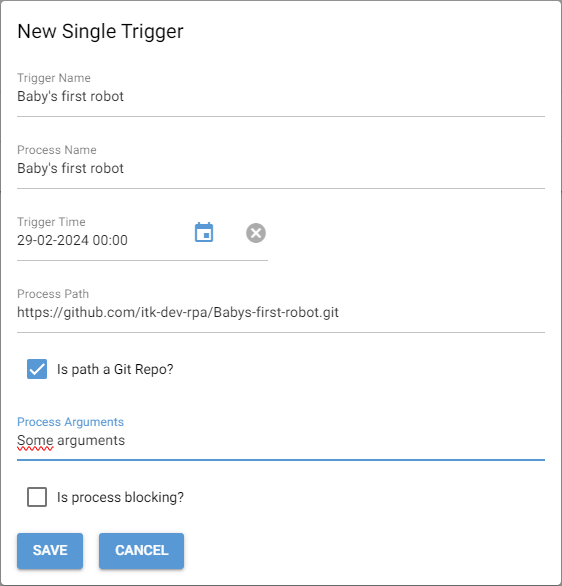 New Single Trigger
Trigger Name
Baby's first robot
Process Name
Baby's first robot
Trigger Time
29-02-2024 00:00
Process Path
https://github.com/itk-dev-rpa/Babys-first-robot.git
Is path a Git Repo?
Process Arguments
Some arguments
Is process blocking?
SAVE CANCEL